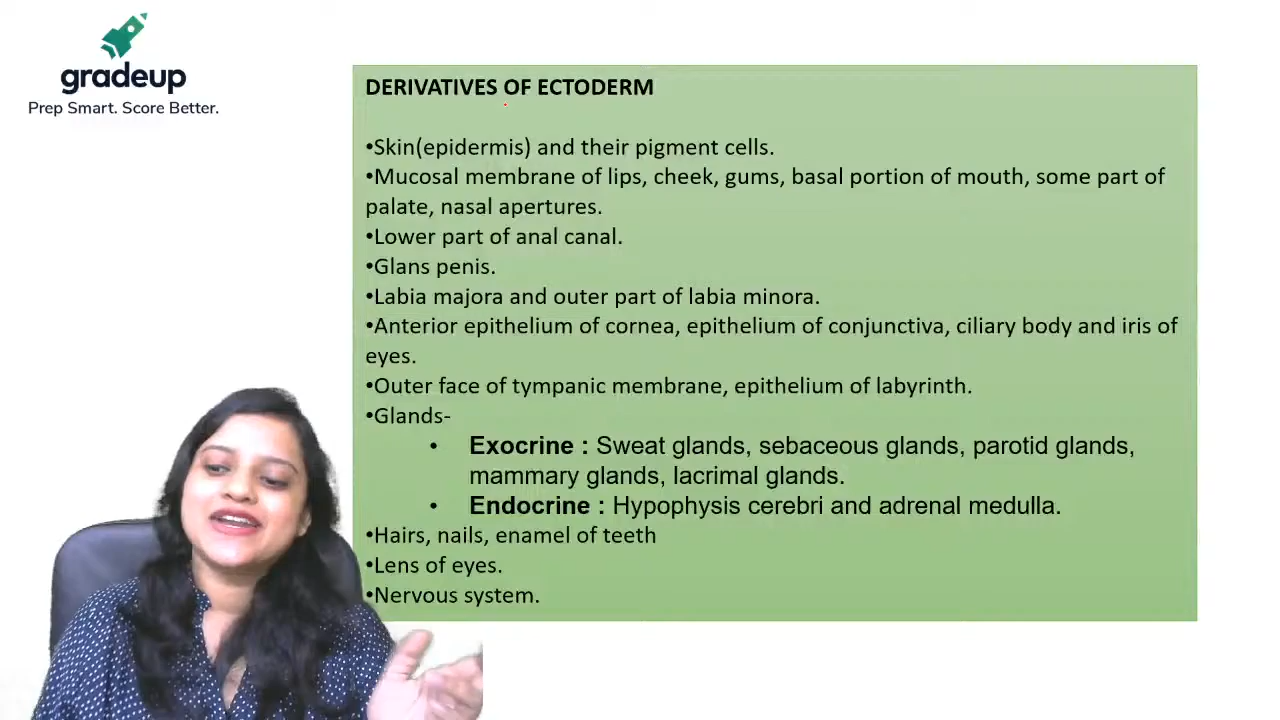 gradeup
Prep Smart. Score Better.
DERIVATIVES OF ECTODERM
•Skin(epidermis) and their pigment cells.
•Mucosal membrane of lips, cheek, gums, basal portion of mouth, some part of
palate, nasal apertures.
•Lower part of anal canal.
•Glans penis.
•Labia majora and outer part of labia minora.
•Anterior epithelium of cornea, epithelium of conjunctiva, ciliary body and iris of
eyes.
•Outer face of tympanic membrane, epithelium of labyrinth.
•Glands-
• Exocrine : Sweat glands, sebaceous glands, parotid glands,
mammary glands, lacrimal glands.
• Endocrine : Hypophysis cerebri and adrenal medulla.
•Hairs, nails, enamel of teeth
•Lens of eyes.
•Nervous system.